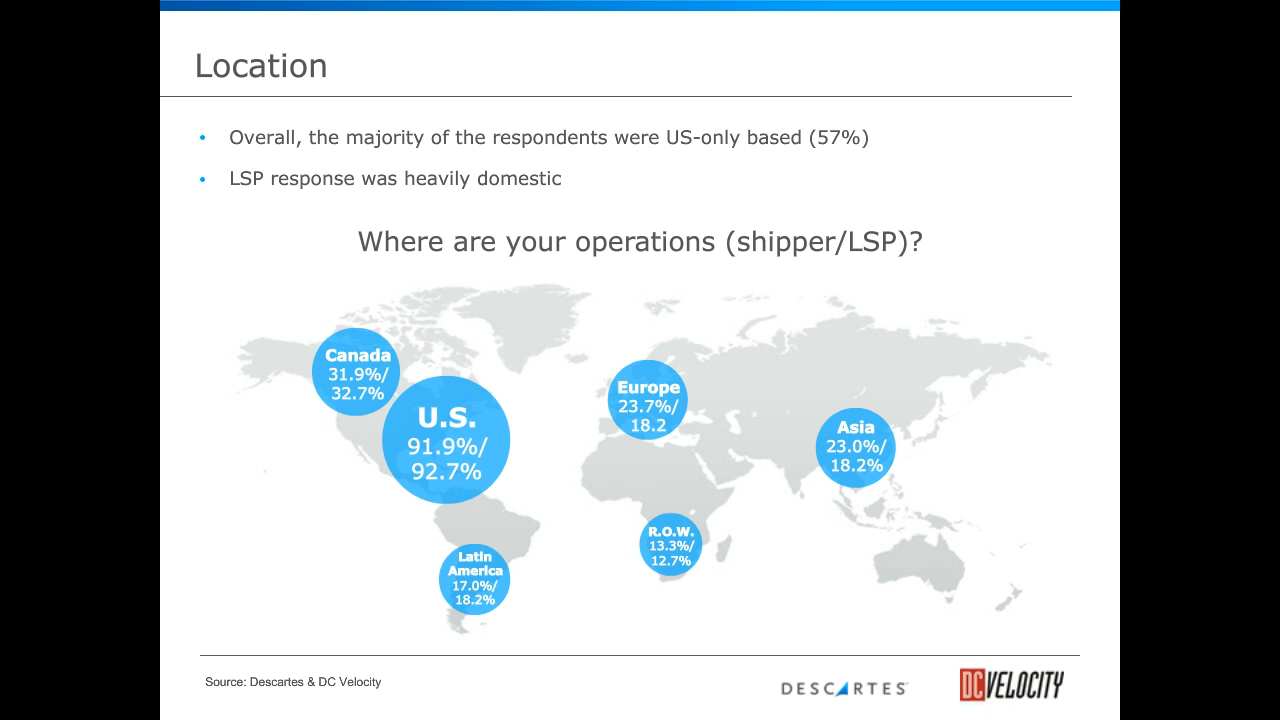 Location
• Overall, the majority of the respondents were US-only based (57%)
• LSP response was heavily domestic
Where are your operations (shipper/LSP)?
Canada
31.9%/
32.7%
U.S.
91.9%/
92.7%
Europe
23.7%/
18.2
Asia
23.0%/
18.2%
R.O.W.
13.3%/
12.7%
Latin
America
17.0%/
18.2%
Source: Descartes & DC Velocity
DESCARTES
DC VELOCITY